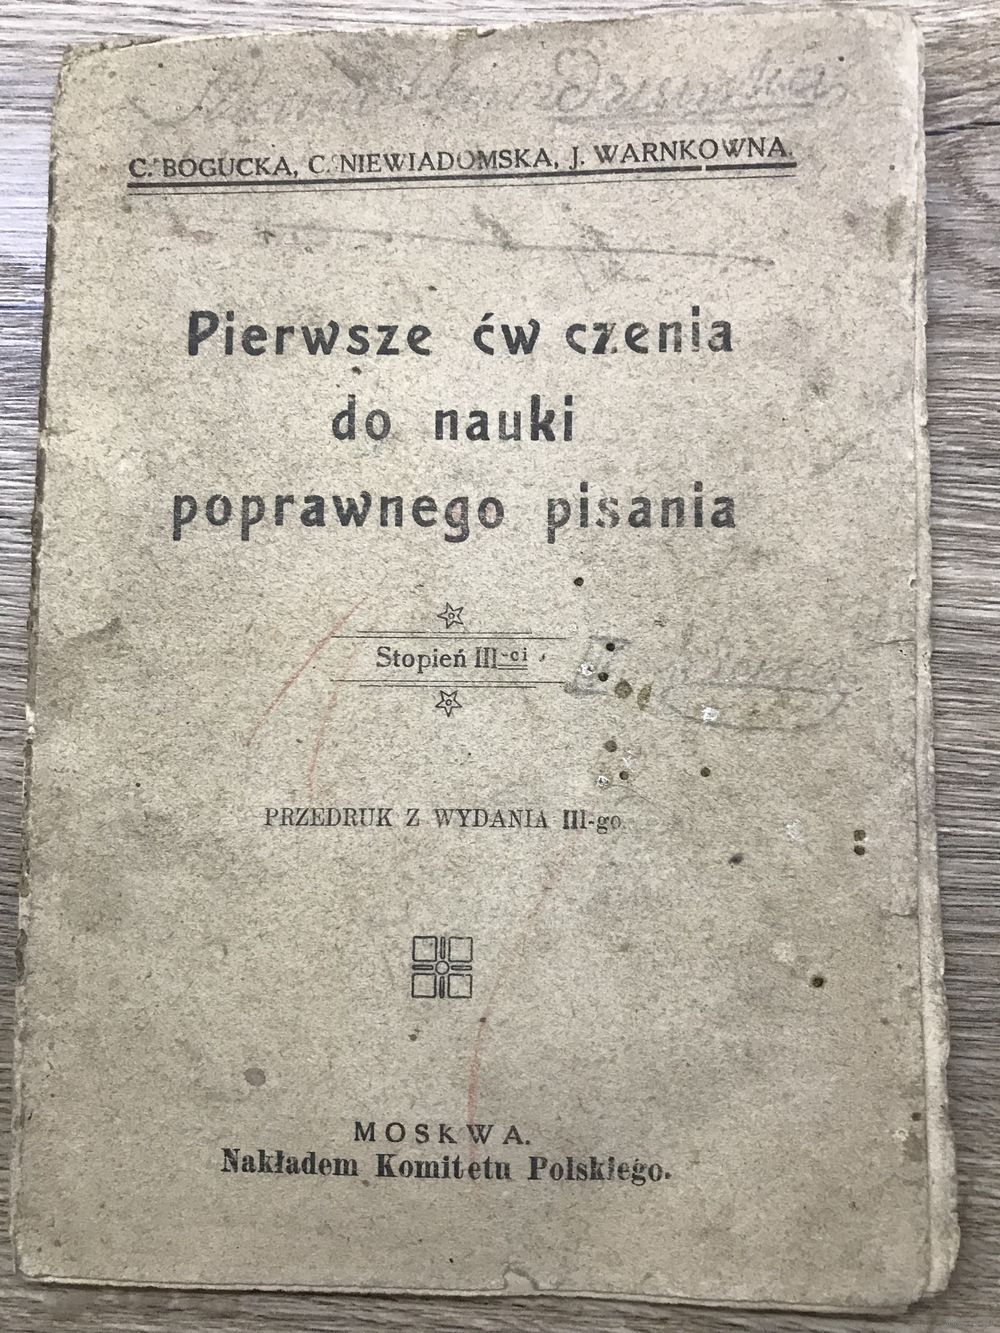 C. BOGUCKA, C. NIEWIADOMSKA, J. WARNKOWNA.
Pierwsze ćw czenia
do nauki
poprawnego pisania
Stopień III-ci
II
PRZEDRUK Z WYDANIA III-go.
MOSKWA.
Nakładem Komitetu Polskiego.